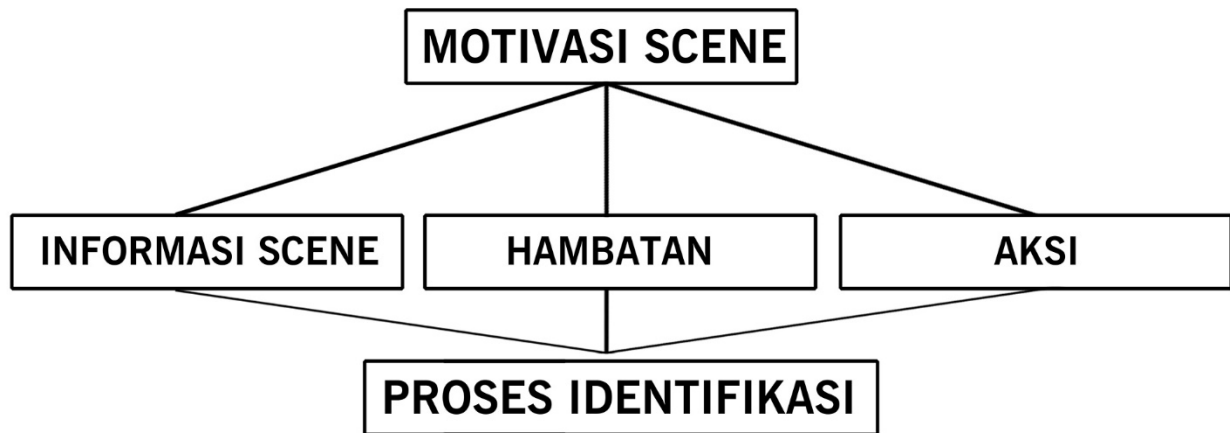 MOTIVASI SCENE
INFORMASI SCENE
HAMBATAN
AKSI
PROSES IDENTIFIKASI